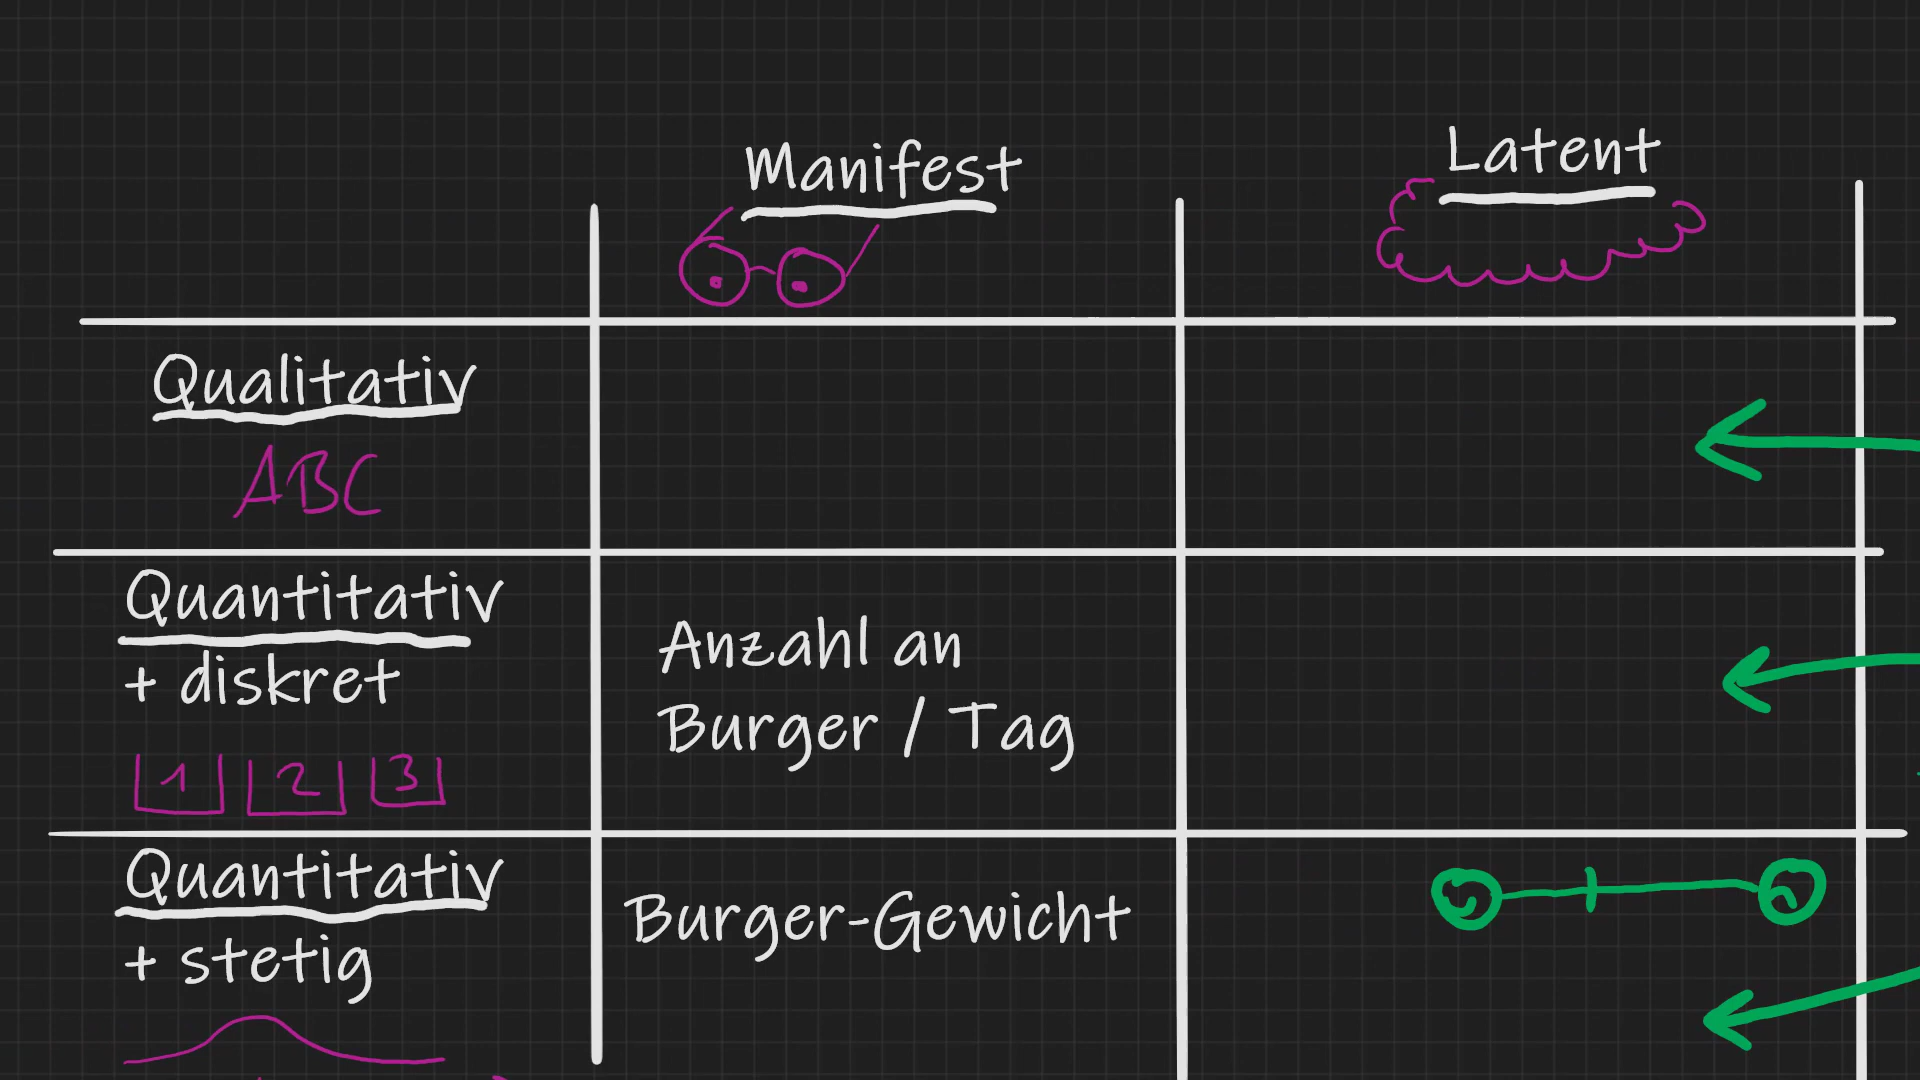 Manifest
Latent
Qualitativ
ABC
Quantitativ
+ diskret
1 2 3
Anzahl an
Burger / Tag
Quantitativ
+ stetig
Burger-Gewicht